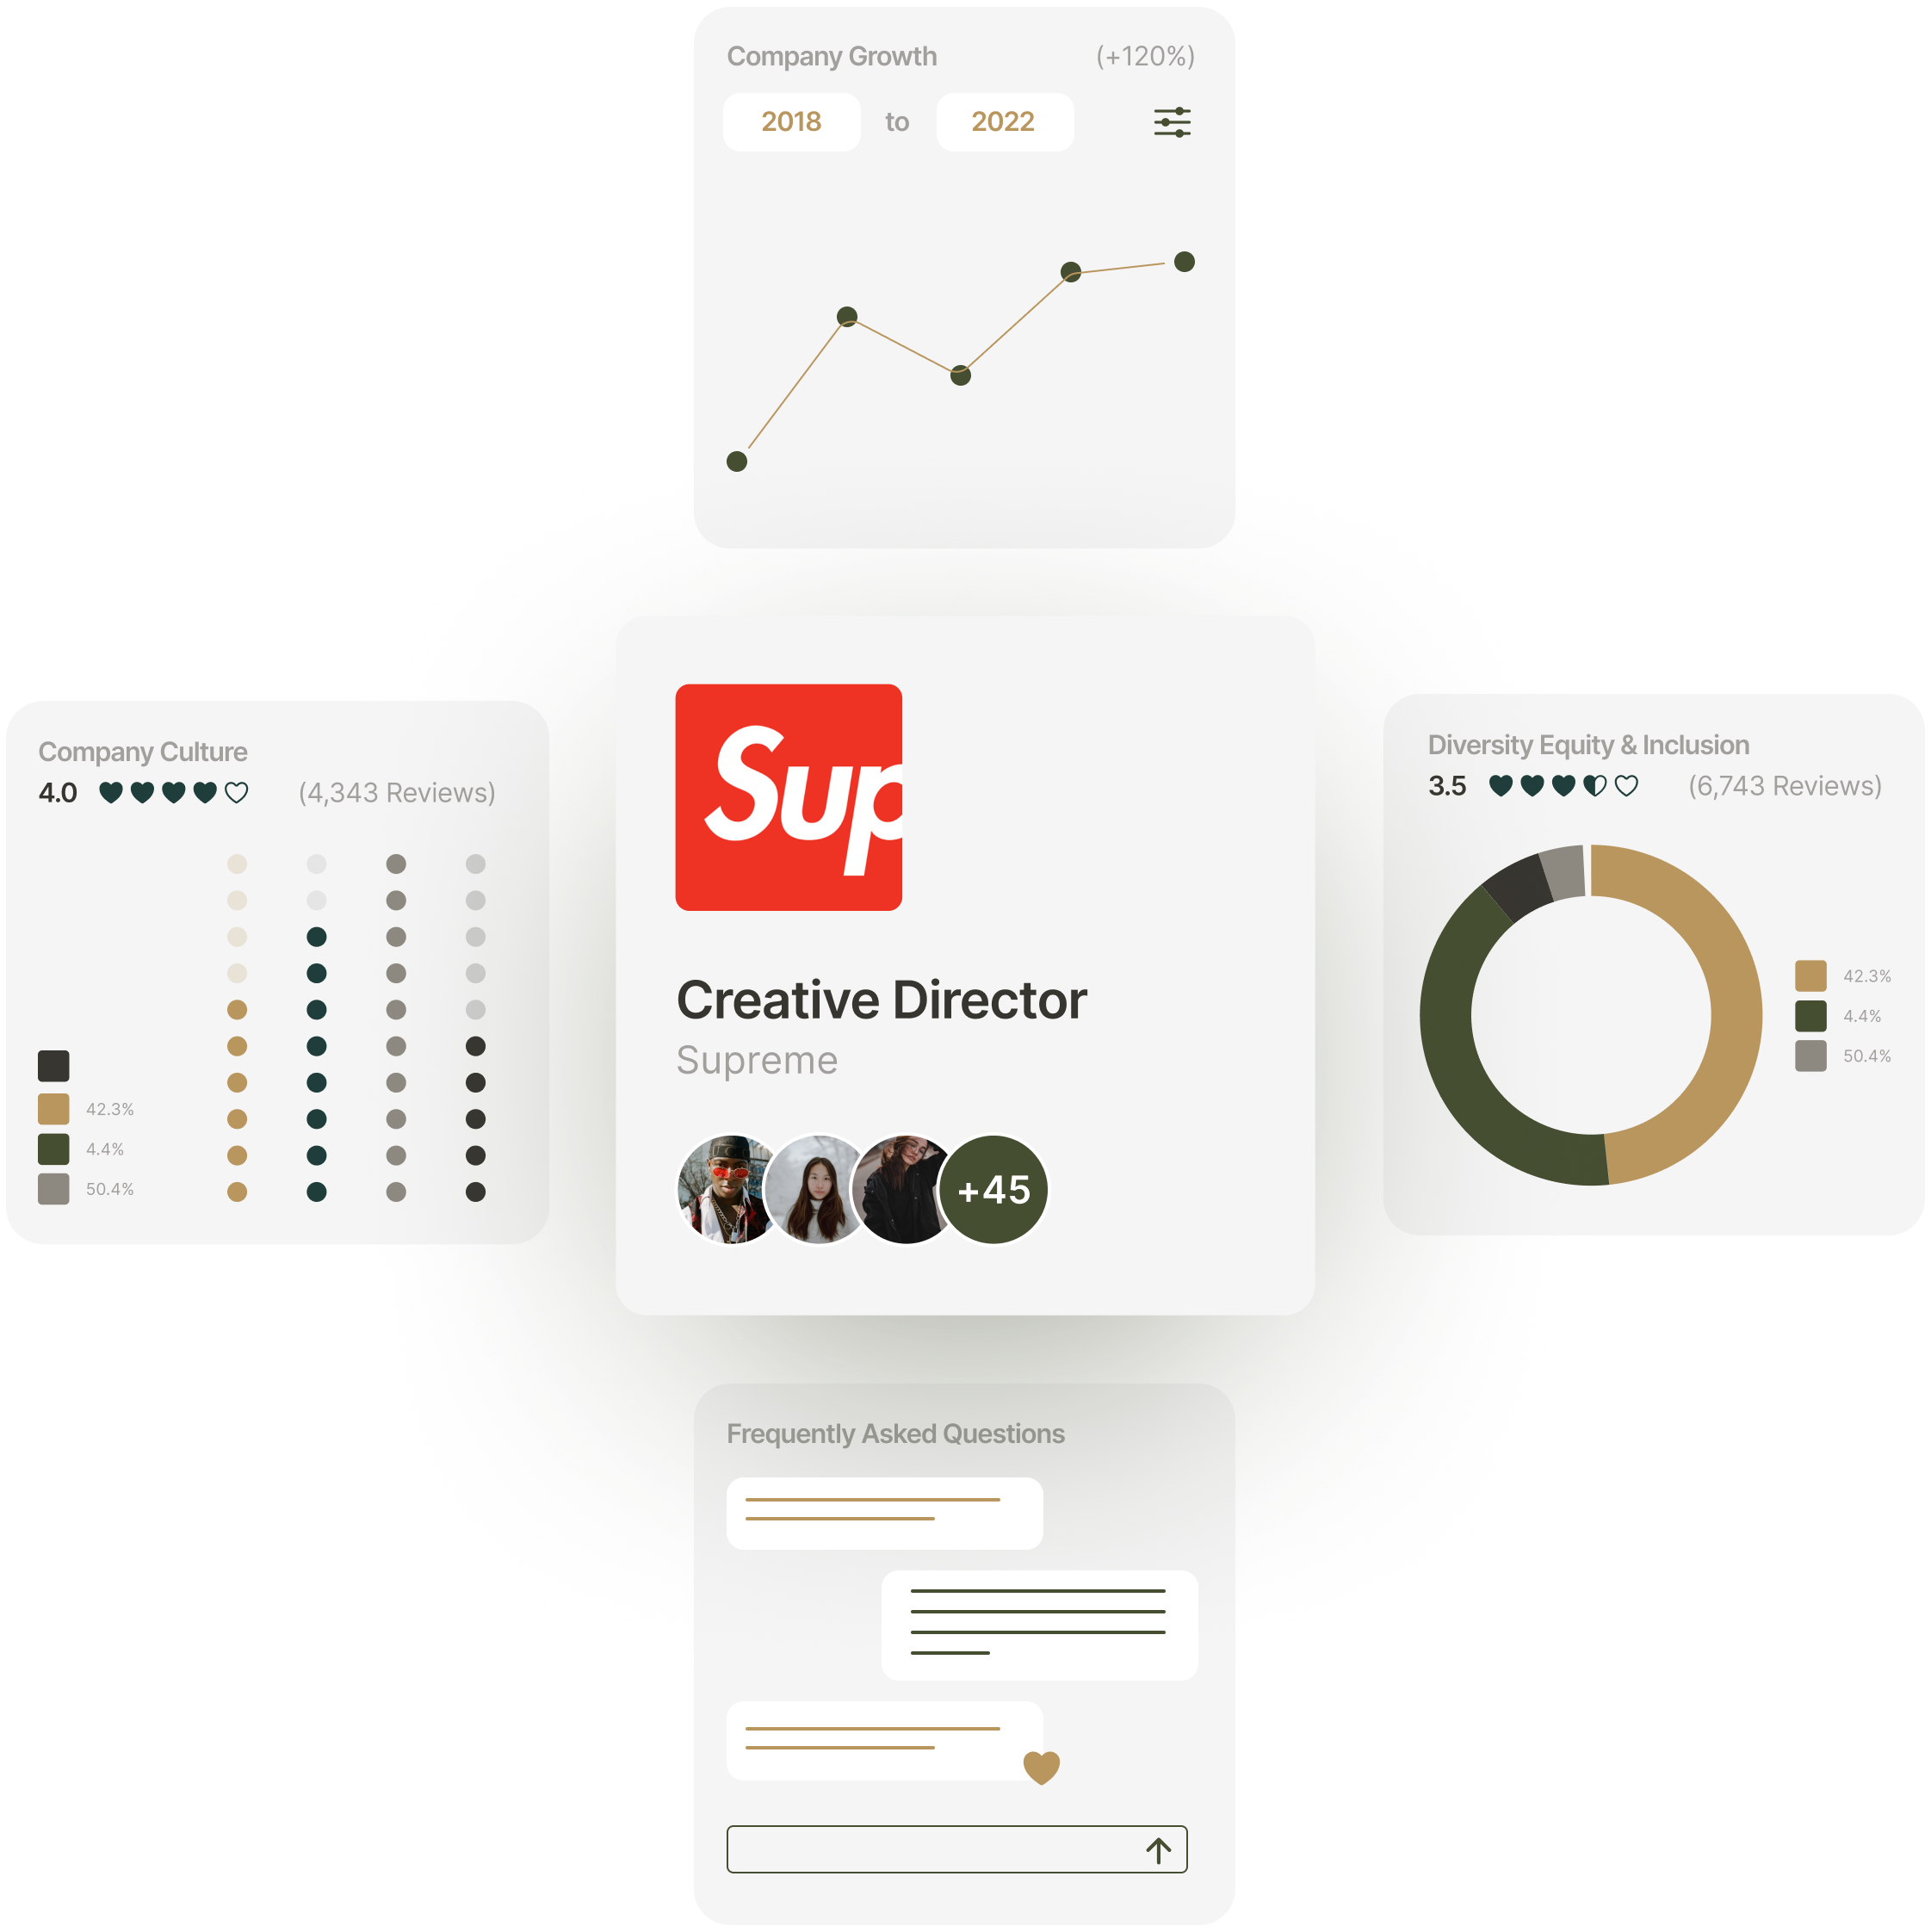 Company Growth (+120%)
2018 to 2022
Company Culture
4.0 (4,343 Reviews)
42.3%
4.4%
50.4%
Sup
Creative Director
Supreme
+45
Diversity Equity & Inclusion
3.5 (6,743 Reviews)
42.3%
4.4%
50.4%
Frequently Asked Questions